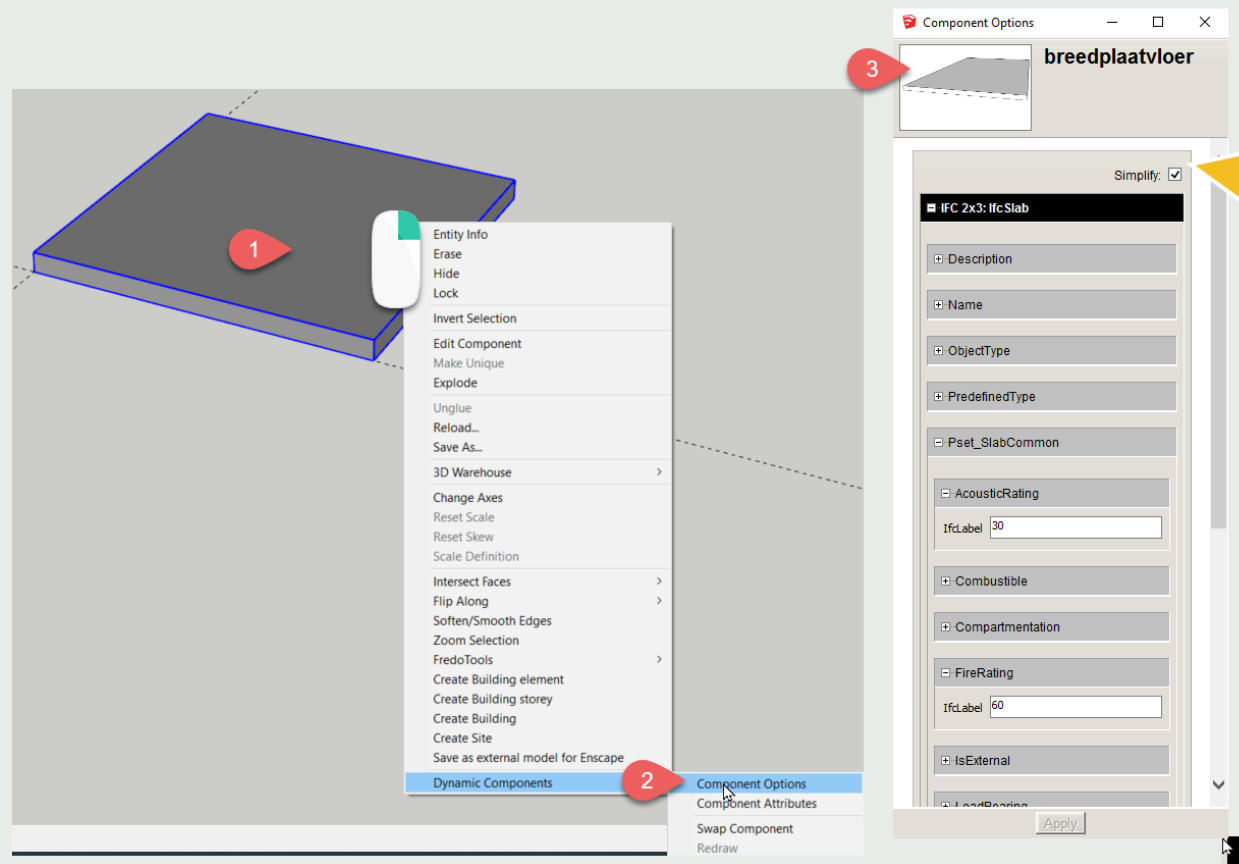 1
Entity Info
Erase
Hide
Lock
Invert Selection
Edit Component
Make Unique
Explode
Unglue
Reload...
Save As...
3D Warehouse
Change Axes
Reset Scale
Reset Skew
Scale Definition
Intersect Faces
Flip Along
Soften/Smooth Edges
Zoom Selection
FredoTools
Create Building element
Create Building storey
Create Building
Create Site
Save as external model for Enscape
Dynamic Components
2
Component Options
Component Attributes
Swap Component
Redraw
Component Options
3
breedplaatvloer
Simplify:
IFC 2x3: IfcSlab
Description
Name
ObjectType
PredefinedType
Pset_SlabCommon
AcousticRating
IfcLabel 30
Combustible
Compartmentation
FireRating
IfcLabel 60
IsExternal
LoadBearing
Apply